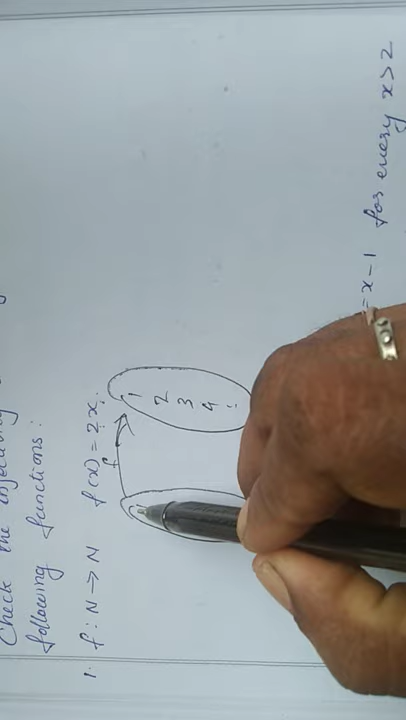 Check the
following functions:
1. f : N → N f(x) = 2x.
f
1
2
3
4
= x - 1 for every x > 2